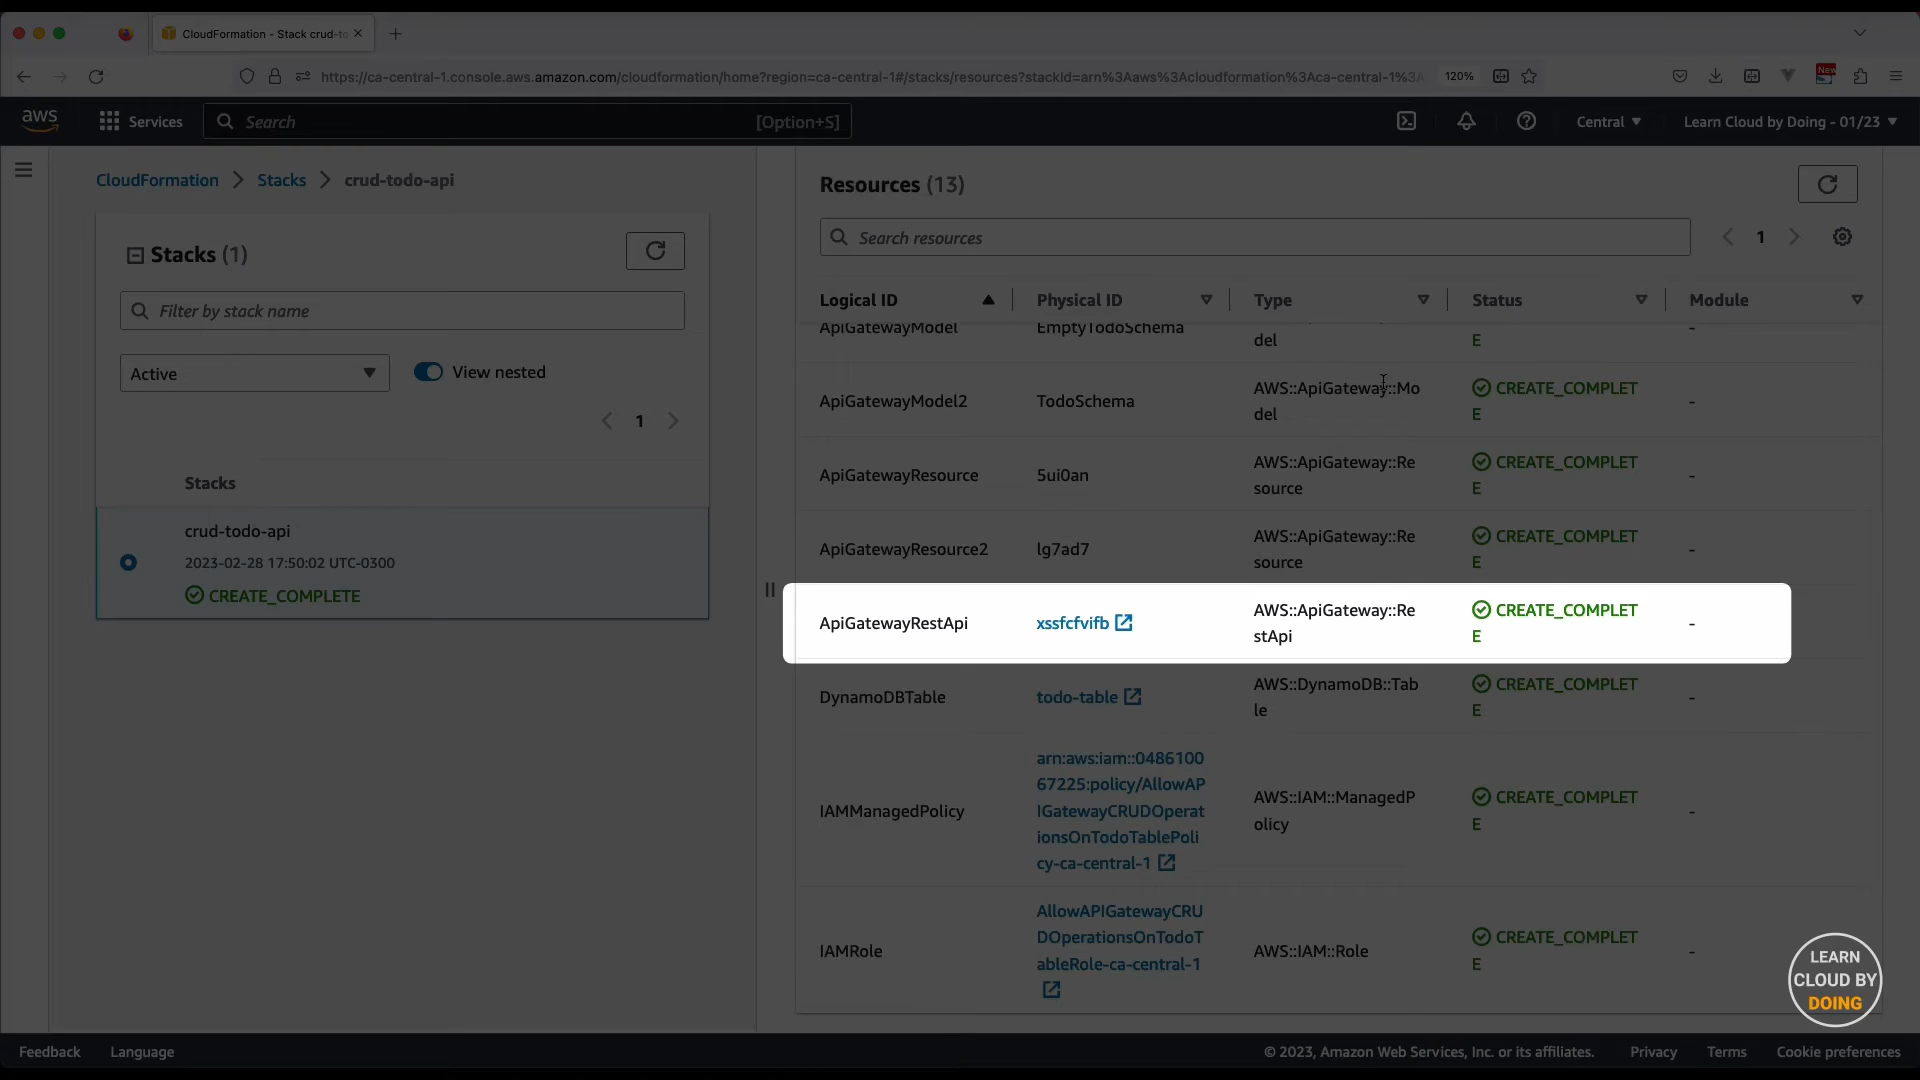 CloudFormation - Stack crud-to
https://ca-central-1.console.aws.amazon.com/cloudformation/home?region=ca-central-1#/stacks/resources?stackId=arn%3Aaws%3Acloudformation%3Aca-central-1%3A
120%
New
aws
Services
Search
[Option+S]
Central
Learn Cloud by Doing - 01/23
CloudFormation
Stacks
crud-todo-api
Stacks (1)
Filter by stack name
Active
View nested
1
Stacks
crud-todo-api
2023-02-28 17:50:02 UTC-0300
CREATE_COMPLETE
Resources (13)
Search resources
1
Logical ID
Physical ID
Type
Status
Module
ApiGatewayModel
EmptyTodoSchema
del
E
-
ApiGatewayModel2
TodoSchema
AWS::ApiGateway::Mo
del
CREATE_COMPLET
E
-
ApiGatewayResource
5ui0an
AWS::ApiGateway::Re
source
CREATE_COMPLET
E
-
ApiGatewayResource2
lg7ad7
AWS::ApiGateway::Re
source
CREATE_COMPLET
E
-
ApiGatewayRestApi
xssfcfvifb
AWS::ApiGateway::Re
stApi
CREATE_COMPLET
E
-
DynamoDBTable
todo-table
AWS::DynamoDB::Tab
le
CREATE_COMPLET
E
-
IAMManagedPolicy
arn:aws:iam::0486100
67225:policy/AllowAP
IGatewayCRUDOperat
ionsOnTodoTablePoli
cy-ca-central-1
AWS::IAM::ManagedP
olicy
CREATE_COMPLET
E
-
IAMRole
AllowAPIGatewayCRU
DOperationsOnTodoT
ableRole-ca-central-1
AWS::IAM::Role
CREATE_COMPLET
E
-
LEARN
CLOUD BY
DOING
Feedback
Language
© 2023, Amazon Web Services, Inc. or its affiliates.
Privacy
Terms
Cookie preferences